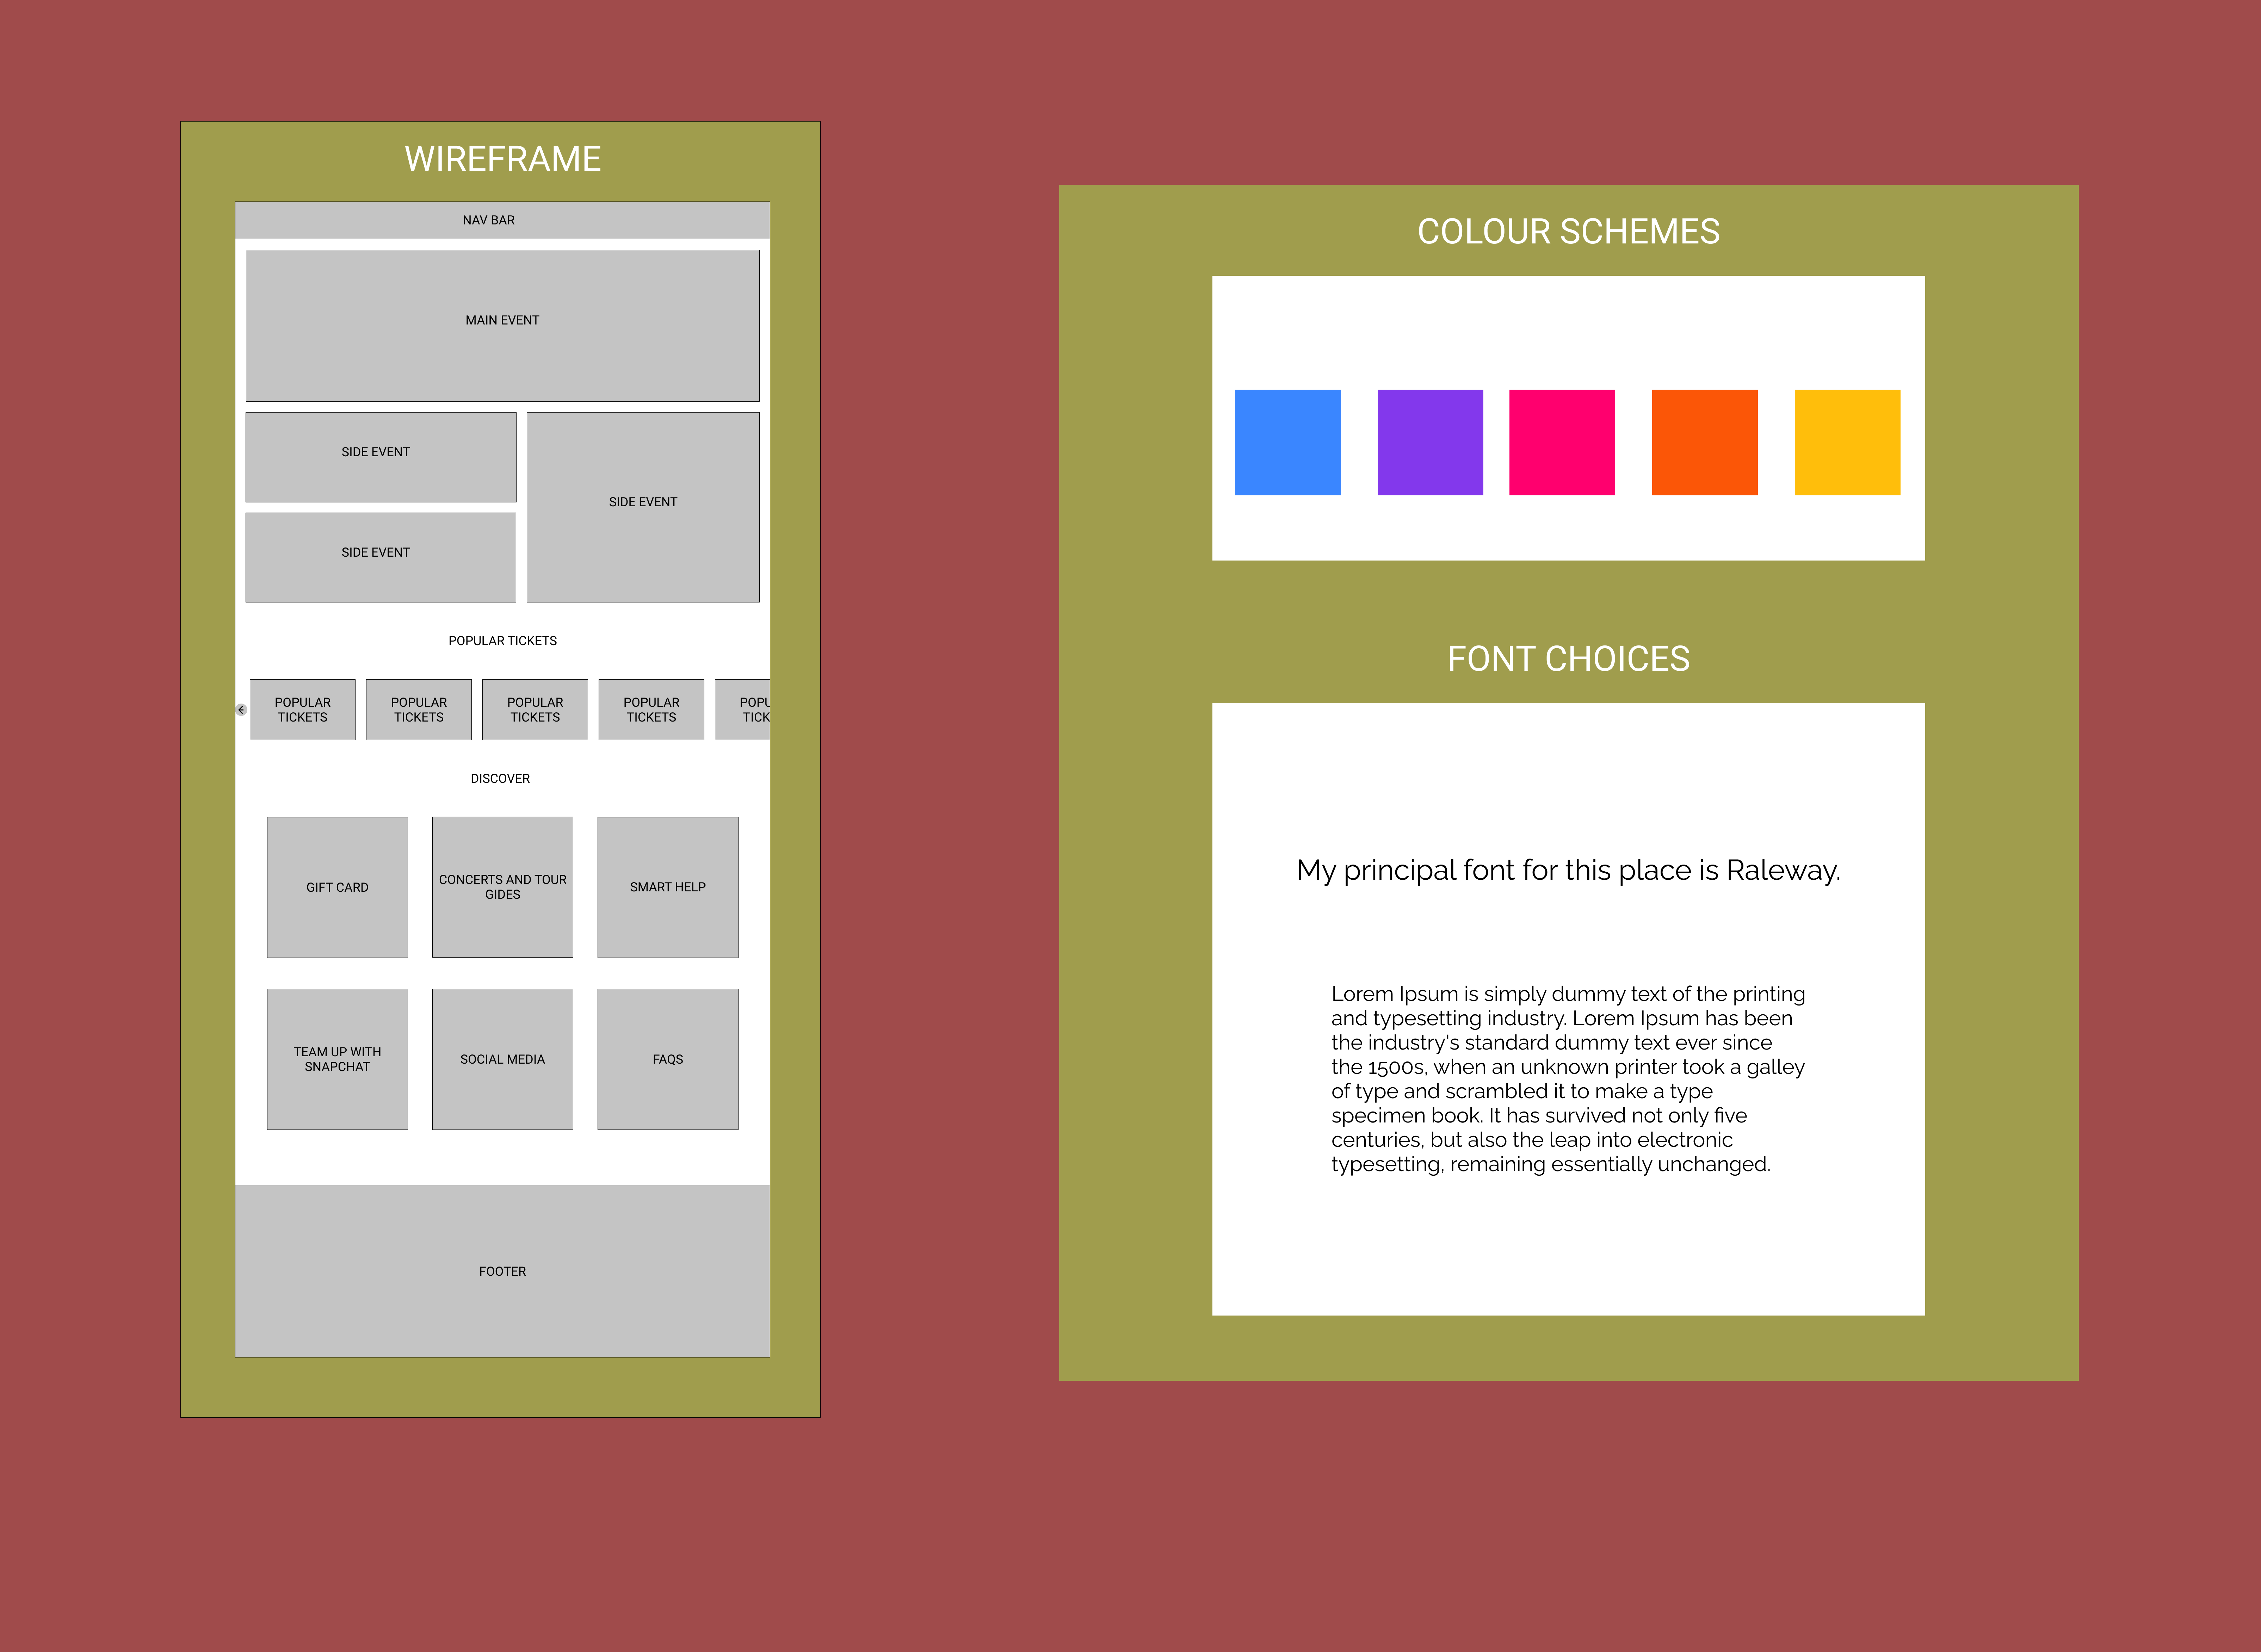 WIREFRAME
NAV BAR
MAIN EVENT
SIDE EVENT
SIDE EVENT
SIDE EVENT
POPULAR TICKETS
POPULAR
TICKETS
POPULAR
TICKETS
POPULAR
TICKETS
POPULAR
TICKETS
POPU
TICK
DISCOVER
GIFT CARD
CONCERTS AND TOUR
GIDES
SMART HELP
TEAM UP WITH
SNAPCHAT
SOCIAL MEDIA
FAQS
FOOTER
COLOUR SCHEMES
FONT CHOICES
My principal font for this place is Raleway.
Lorem Ipsum is simply dummy text of the printing
and typesetting industry. Lorem Ipsum has been
the industry's standard dummy text ever since
the 1500s, when an unknown printer took a galley
of type and scrambled it to make a type
specimen book. It has survived not only five
centuries, but also the leap into electronic
typesetting, remaining essentially unchanged.